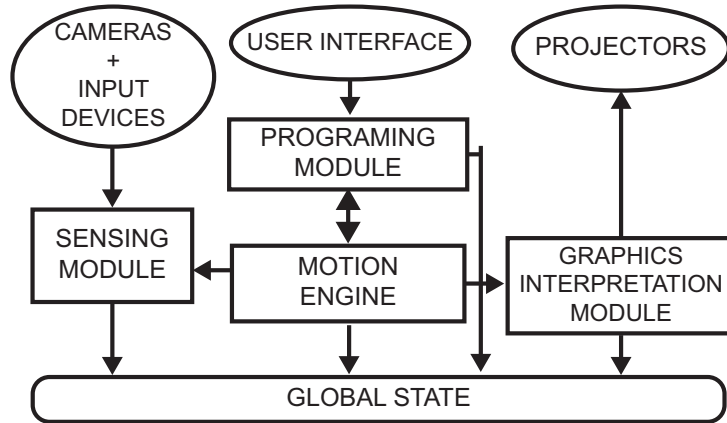 CAMERAS
+
INPUT
DEVICES
USER INTERFACE
PROJECTORS
PROGRAMING
MODULE
SENSING
MODULE
MOTION
ENGINE
GRAPHICS
INTERPRETATION
MODULE
GLOBAL STATE